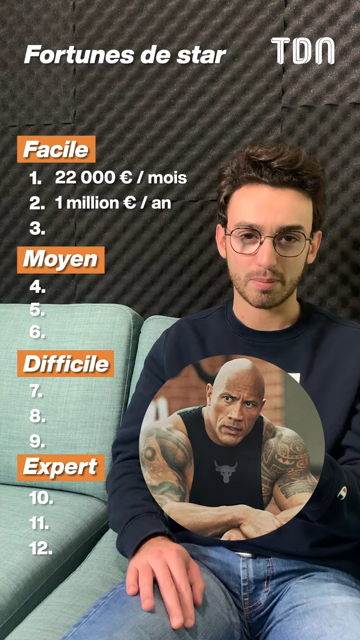 Fortunes de star
TDN
Facile
1. 22 000 € / mois
2. 1 million € / an
3.
Moyen
4.
5.
6.
Difficile
7.
8.
9.
Expert
10.
11.
12.